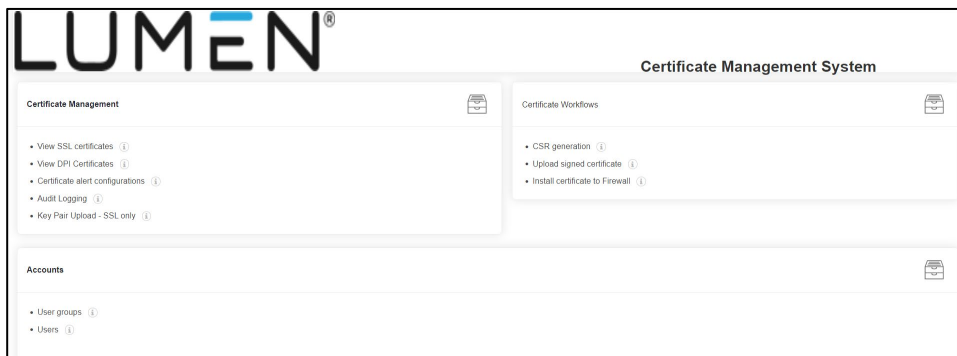 LUMEN®
Certificate Management System
Certificate Management
• View SSL certificates
• View DPI Certificates
• Certificate alert configurations
• Audit Logging
• Key Pair Upload - SSL only
Certificate Workflows
• CSR generation
• Upload signed certificate
• Install certificate to Firewall
Accounts
• User groups
• Users